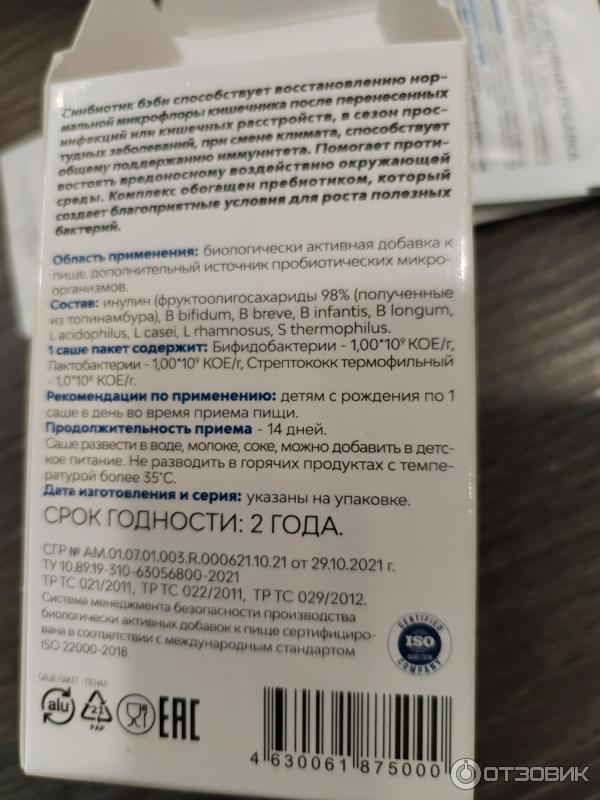 Синбиотик бэби способствует восстановлению нор-
мальной микрофлоры кишечника после перенесенных
инфекций или кишечных расстройств, в сезон прос-
тудных заболеваний, при смене климата, способствует
общему поддержанию иммунитета. Помогает проти-
востоять вредоносному воздействию окружающей
среды. Комплекс обогащен пребиотиком, который
создает благоприятные условия для роста полезных
бактерий.
Область применения: биологически активная добавка к
пище, дополнительный источник пробиотических микро-
организмов.
Состав: инулин (фруктоолигосахариды 98% (полученные
из топинамбура), B bifidum, B breve, B infantis, B longum,
L acidophilus, L casei, L rhamnosus, S thermophilus.
1 саше пакет содержит: Бифидобактерии - 1,00*10⁹ КОЕ/г,
Лактобактерии - 1,00*10⁹ КОЕ/г, Стрептококк термофильный
- 1,0*10⁸ КОЕ/г.
Рекомендации по применению: детям с рождения по 1
саше в день во время приема пищи.
Продолжительность приема - 14 дней.
Саше развести в воде, молоке, соке, можно добавить в детс-
кое питание. Не разводить в горячих продуктах с темпе-
ратурой более 35°С.
Дата изготовления и серия: указаны на упаковке.
СРОК ГОДНОСТИ: 2 ГОДА.
СГР № AM.01.07.01.003.R.000621.10.21 от 29.10.2021 г.
ТУ 10.89.19-310-63056800-2021
ТР ТС 021/2011, ТР ТС 022/2011, ТР ТС 029/2012.
Система менеджмента безопасности производства
биологически активных добавок к пище сертифициро-
вана в соответствии с международным стандартом
ISO 22000-2018.
CERTIFIED
ISO
COMPANY
САШЕ-ПАКЕТ ПЕНАЛ
alu
21
PAP
EAC
4 630061 875000
ОТЗОВИК